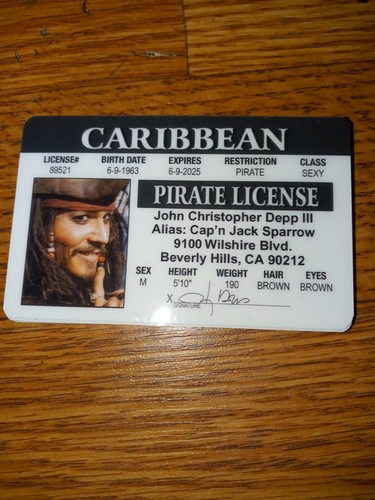 CARIBBEAN
LICENSE# BIRTH DATE EXPIRES RESTRICTION CLASS
89521 6-9-1963 6-9-2025 PIRATE SEXY
PIRATE LICENSE
John Christopher Depp III
Alias: Cap'n Jack Sparrow
9100 Wilshire Blvd.
Beverly Hills, CA 90212
SEX HEIGHT WEIGHT HAIR EYES
M 5'10" 190 BROWN BROWN
X
SIGNATURE